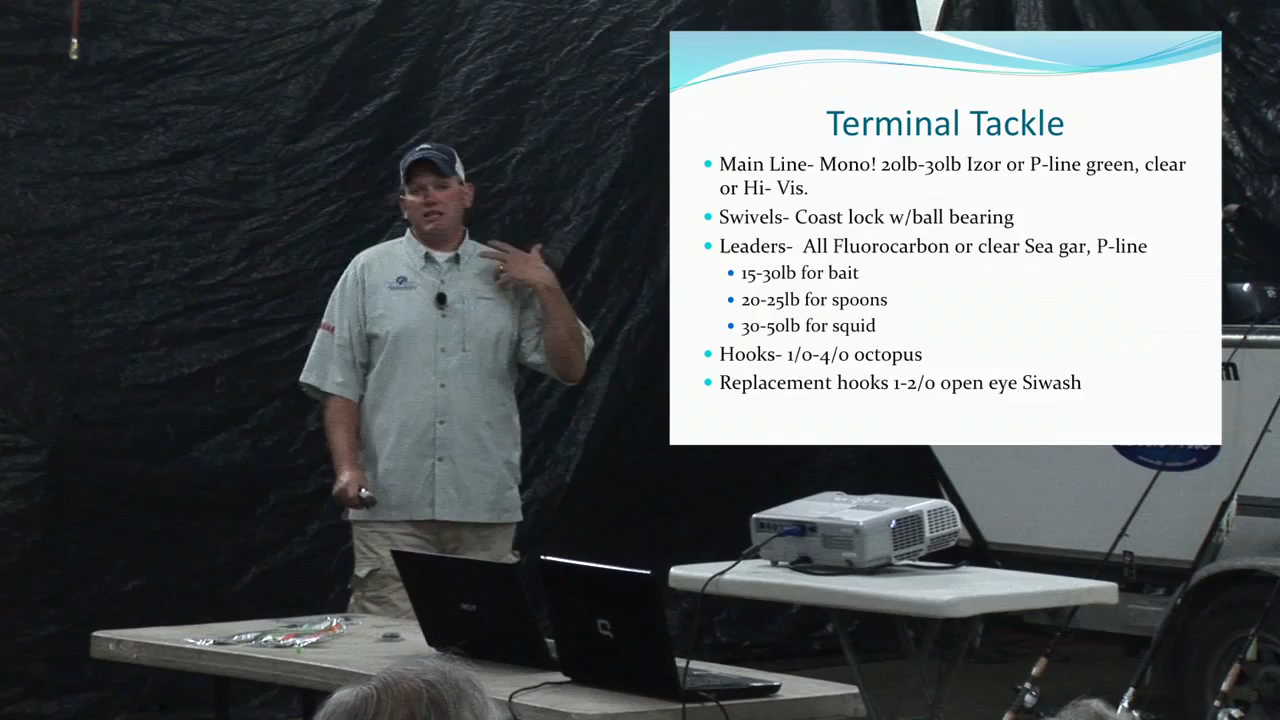 Terminal Tackle
Main Line- Mono! 20lb-30lb Izor or P-line green, clear
or Hi- Vis.
Swivels- Coast lock w/ball bearing
Leaders-  All Fluorocarbon or clear Sea gar, P-line
15-30lb for bait
20-25lb for spoons
30-50lb for squid
Hooks- 1/0-4/0 octopus
Replacement hooks 1-2/0 open eye Siwash
acer